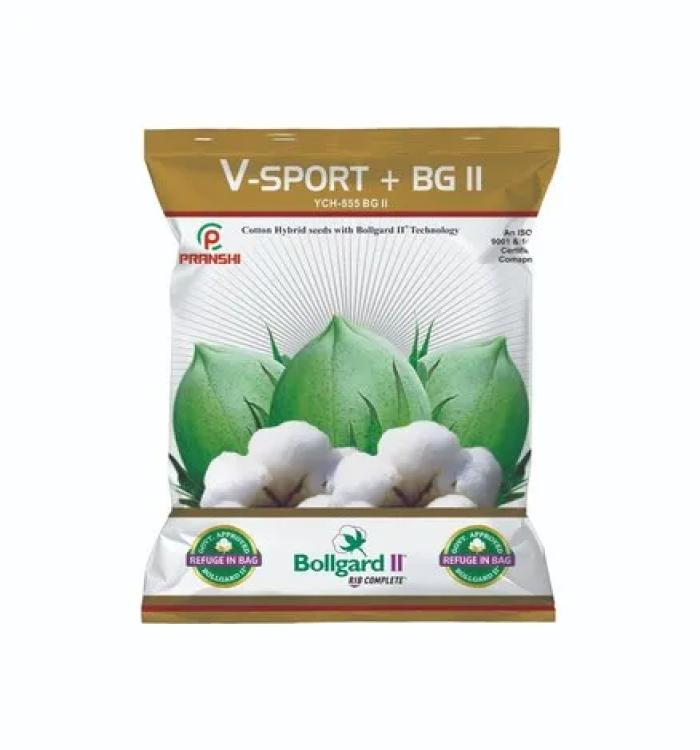 V-SPORT + BG II
YCH-555 BG II
Cotton Hybrid seeds with Bollgard II® Technology
PRANSHI
An ISO
9001 &
Certifi
Comapn
GOVT. APPROVED
REFUGE IN BAG
BOLLGARD II
Bollgard II®
RIB COMPLETE
GOVT. APPROVED
REFUGE IN BAG
BOLLGARD II